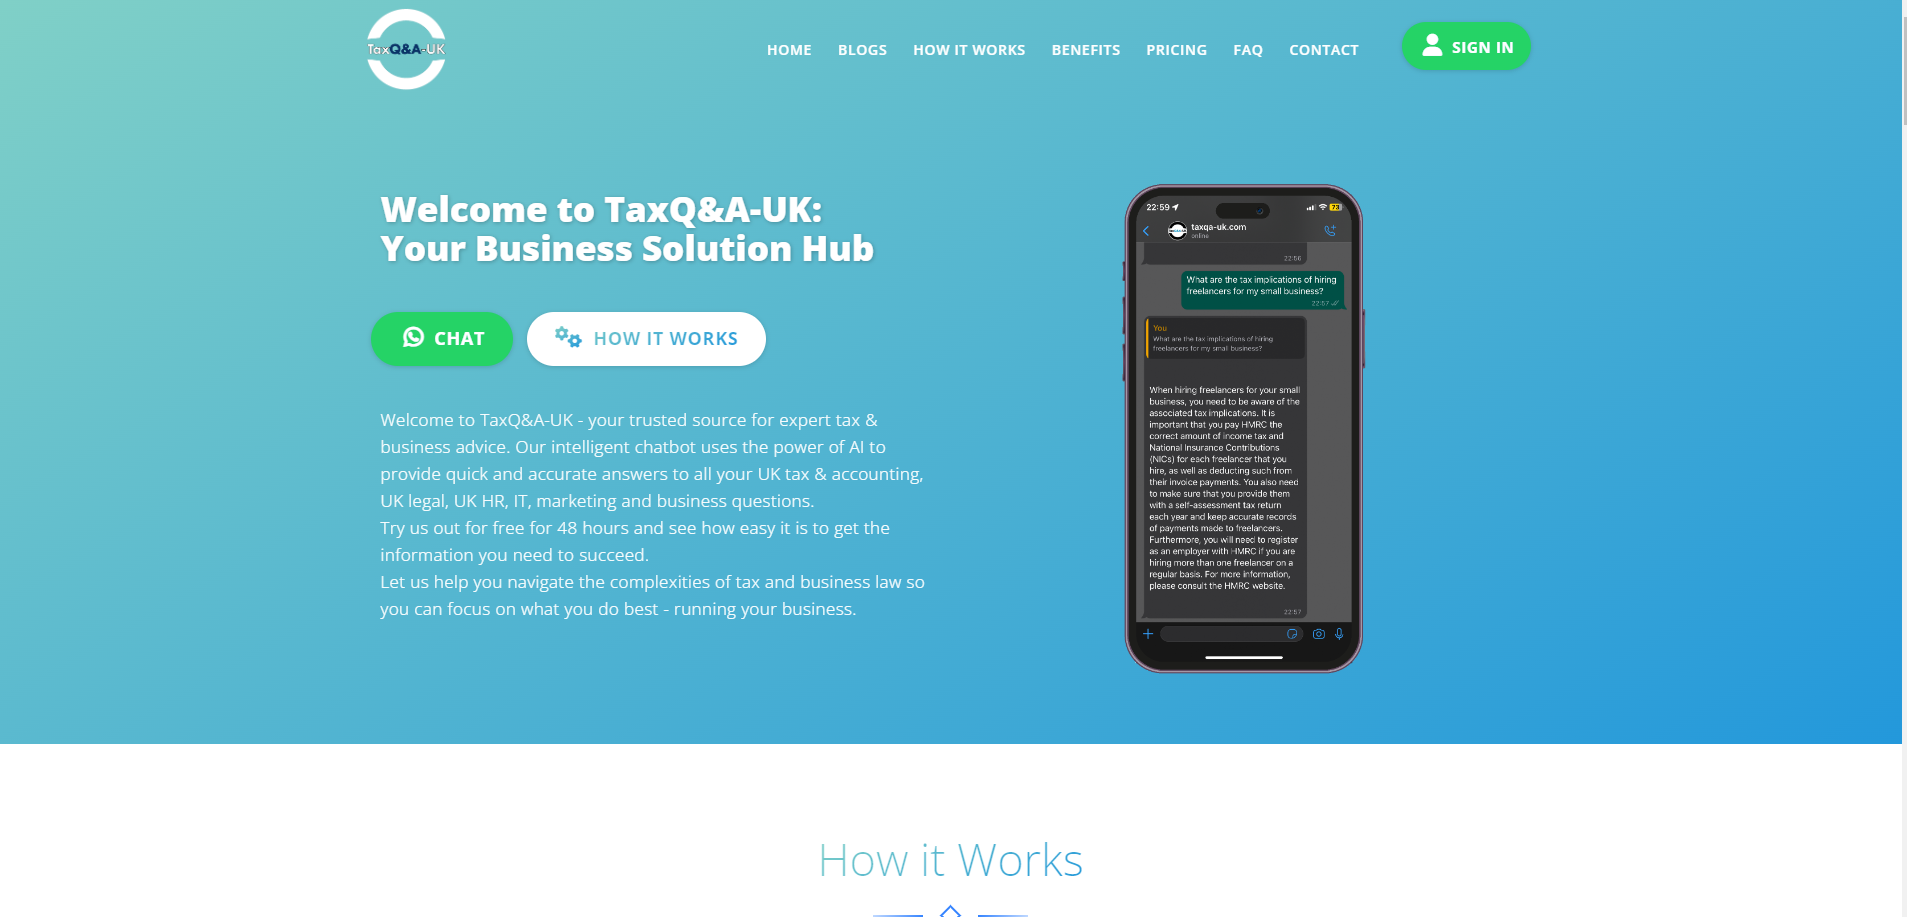 TaxQ&A-UK
HOME BLOGS HOW IT WORKS BENEFITS PRICING FAQ CONTACT SIGN IN
Welcome to TaxQ&A-UK:
Your Business Solution Hub
CHAT HOW IT WORKS
Welcome to TaxQ&A-UK - your trusted source for expert tax &
business advice. Our intelligent chatbot uses the power of AI to
provide quick and accurate answers to all your UK tax & accounting,
UK legal, UK HR, IT, marketing and business questions.
Try us out for free for 48 hours and see how easy it is to get the
information you need to succeed.
Let us help you navigate the complexities of tax and business law so
you can focus on what you do best - running your business.
22:59 73
taxqa-uk.com
online
22:56
What are the tax implications of hiring
freelancers for my small business?
22:57
You
What are the tax implications of hiring
freelancers for my small business?
When hiring freelancers for your small
business, you need to be aware of the
associated tax implications. It is
important that you pay HMRC the
correct amount of income tax and
National Insurance Contributions
(NICs) for each freelancer that you
hire, as well as deducting such from
their invoice payments. You also need
to make sure that you provide them
with a self-assessment tax return
each year and keep accurate records
of payments made to freelancers.
Furthermore, you will need to register
as an employer with HMRC if you are
hiring more than one freelancer on a
regular basis. For more information,
please consult the HMRC website.
22:57
How it Works